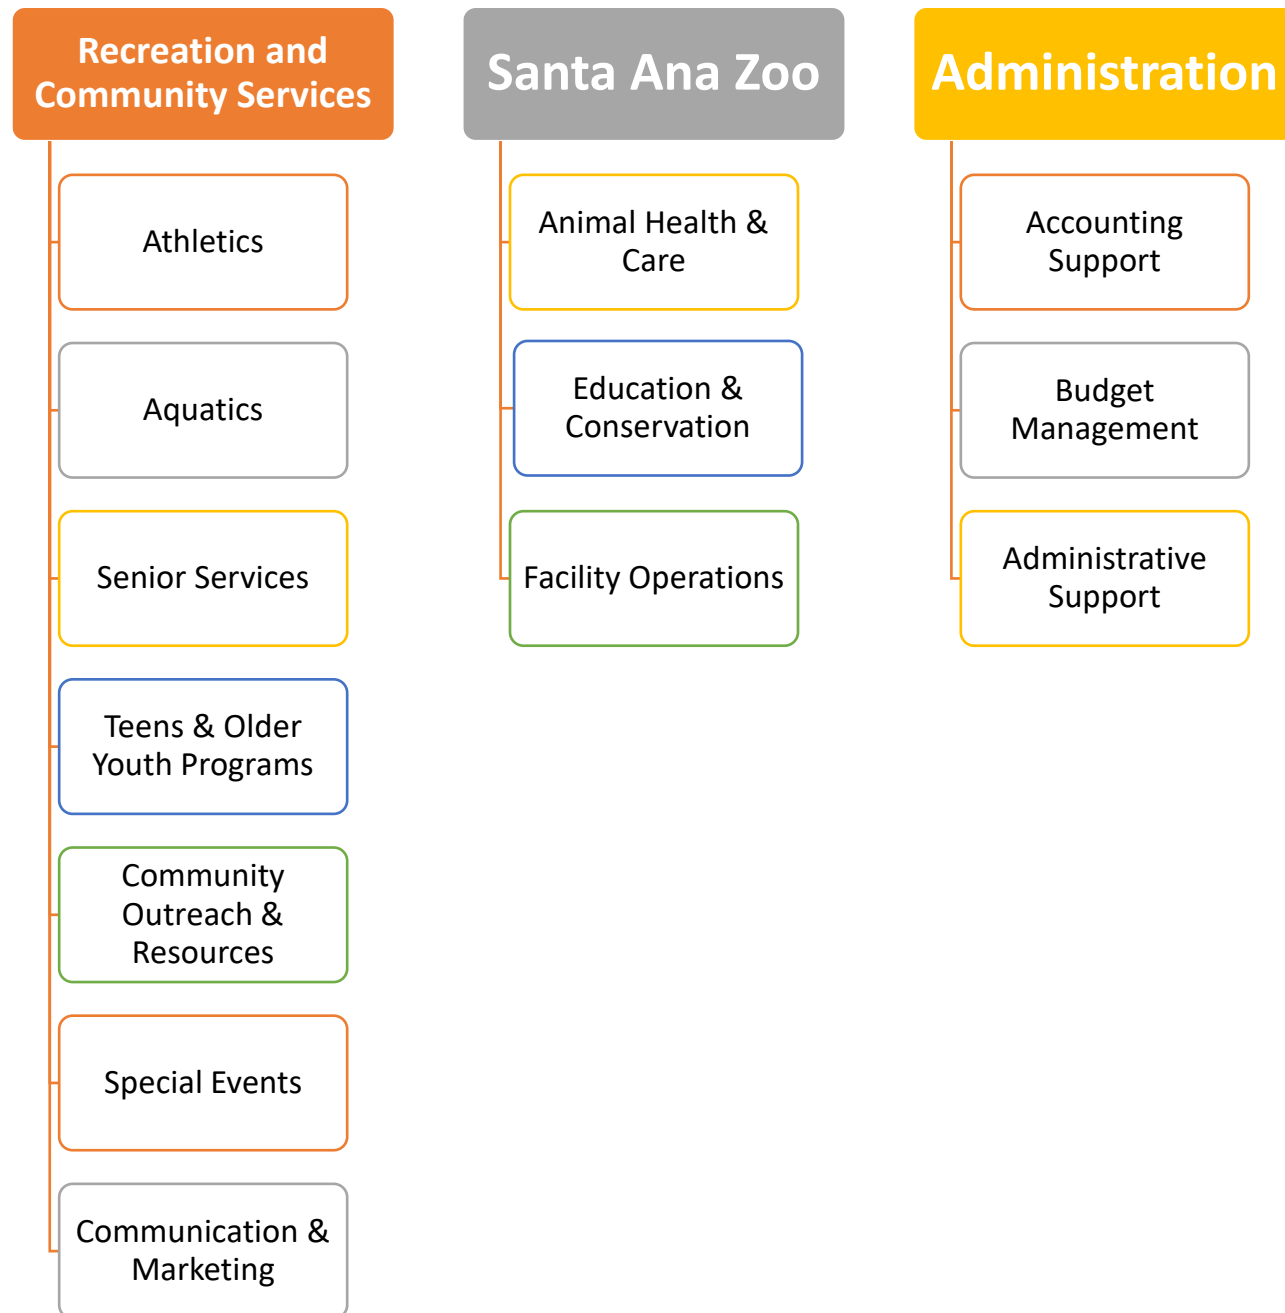 Recreation and
Community Services
Athletics
Aquatics
Senior Services
Teens & Older
Youth Programs
Community
Outreach &
Resources
Special Events
Communication &
Marketing
Santa Ana Zoo
Animal Health &
Care
Education &
Conservation
Facility Operations
Administration
Accounting
Support
Budget
Management
Administrative
Support